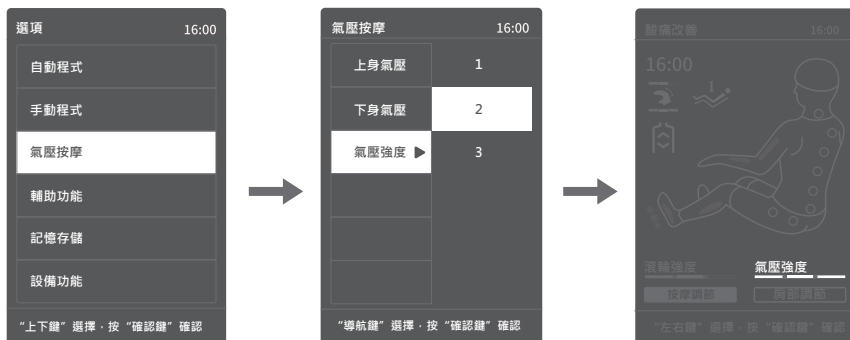 選項 16:00
自動程式
手動程式
氣壓按摩
輔助功能
記憶存儲
設備功能
“上下鍵”選擇．按“確認鍵”確認
氣壓按摩 16:00
上身氣壓 1
下身氣壓 2
氣壓強度 3
“導航鍵”選擇．按“確認鍵”確認
酸痛改善 16:00
16:00
1
滾輪強度 氣壓強度
按摩調節 肩部調節
“左右鍵”選擇．按“確認鍵”確認